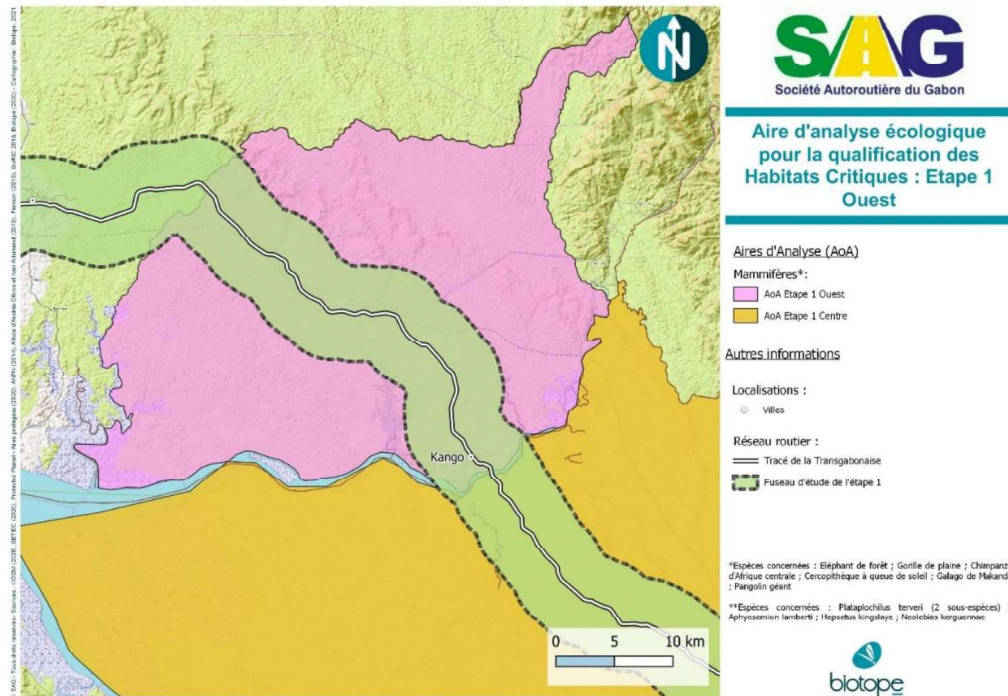 N
Kango
0 5 10 km
SAG
Société Autoroutière du Gabon
Aire d'analyse écologique
pour la qualification des
Habitats Critiques : Etape 1
Ouest
Aires d'Analyse (AoA)
Mammifères*:
AoA Etape 1 Ouest
AoA Etape 1 Centre
Autres informations
Localisations :
Villes
Réseau routier :
Tracé de la Transgabonaise
Fuseau d'étude de l'étape 1
*Espèces concernées : Eléphant de forêt ; Gorille de plaine ; Chimpanz
d'Afrique centrale ; Cercopithèque à queue de soleil ; Galago de Makand
; Pangolin géant
**Espèces concernées : Plataplochilus terveri (2 sous-espèces)
Aphyosemion lamberti ; Hepsetus kingsleye ; Neolebias kerguennae
biotope